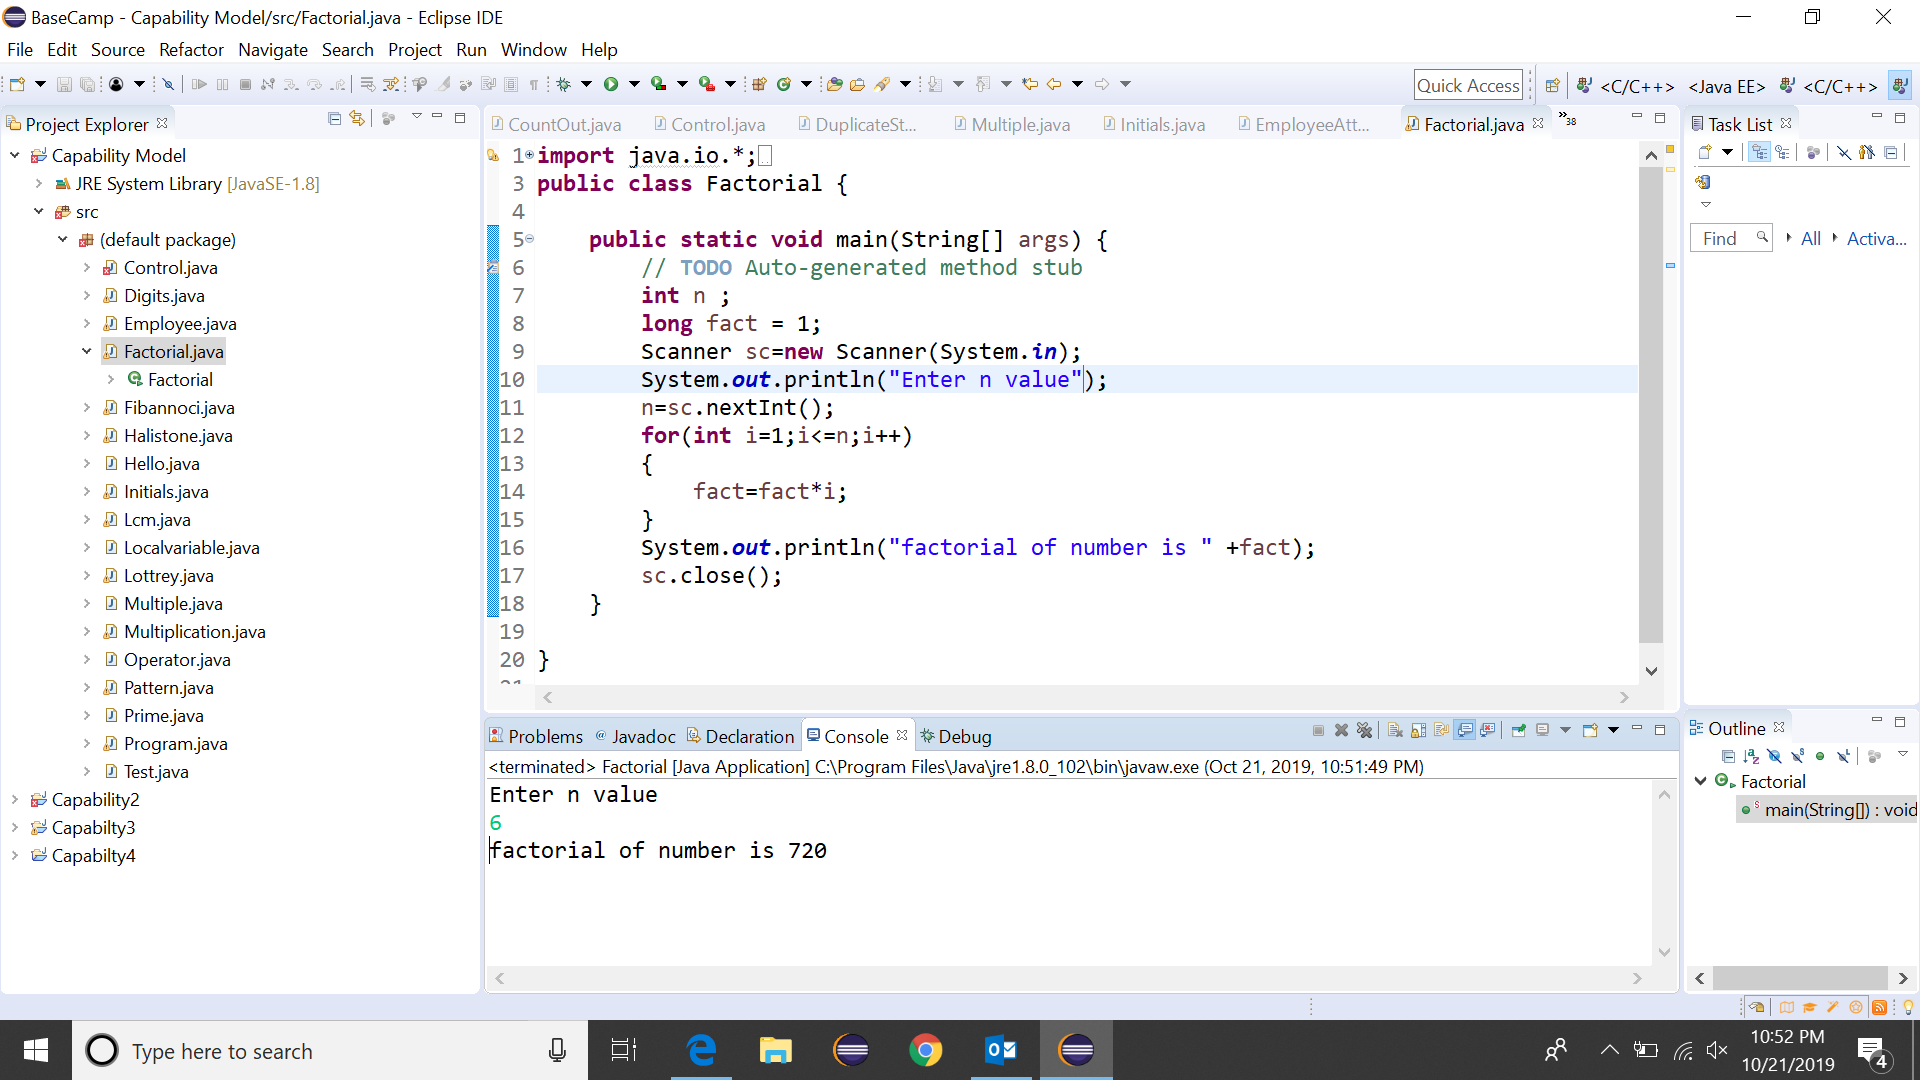 BaseCamp - Capability Model/src/Factorial.java - Eclipse IDE
File Edit Source Refactor Navigate Search Project Run Window Help
Quick Access <C/C++> <Java EE> <C/C++>
Project Explorer
Capability Model
JRE System Library [JavaSE-1.8]
src
(default package)
Control.java
Digits.java
Employee.java
Factorial.java
Factorial
Fibannoci.java
Halistone.java
Hello.java
Initials.java
Lcm.java
Localvariable.java
Lottrey.java
Multiple.java
Multiplication.java
Operator.java
Pattern.java
Prime.java
Program.java
Test.java
Capability2
Capabilty3
Capabilty4
CountOut.java Control.java DuplicateSt... Multiple.java Initials.java EmployeeAtt... Factorial.java »38
1 import java.io.*;
3 public class Factorial {
4
5 public static void main(String[] args) {
6 // TODO Auto-generated method stub
7 int n ;
8 long fact = 1;
9 Scanner sc=new Scanner(System.in);
10 System.out.println("Enter n value");
11 n=sc.nextInt();
12 for(int i=1;i<=n;i++)
13 {
14 fact=fact*i;
15 }
16 System.out.println("factorial of number is " +fact);
17 sc.close();
18 }
19
20 }
21
Problems Javadoc Declaration Console Debug
<terminated> Factorial [Java Application] C:\Program Files\Java\jre1.8.0_102\bin\javaw.exe (Oct 21, 2019, 10:51:49 PM)
Enter n value
6
factorial of number is 720
Task List
Find All Activa...
Outline
Factorial
main(String[]) : void
Type here to search
10:52 PM
10/21/2019
4